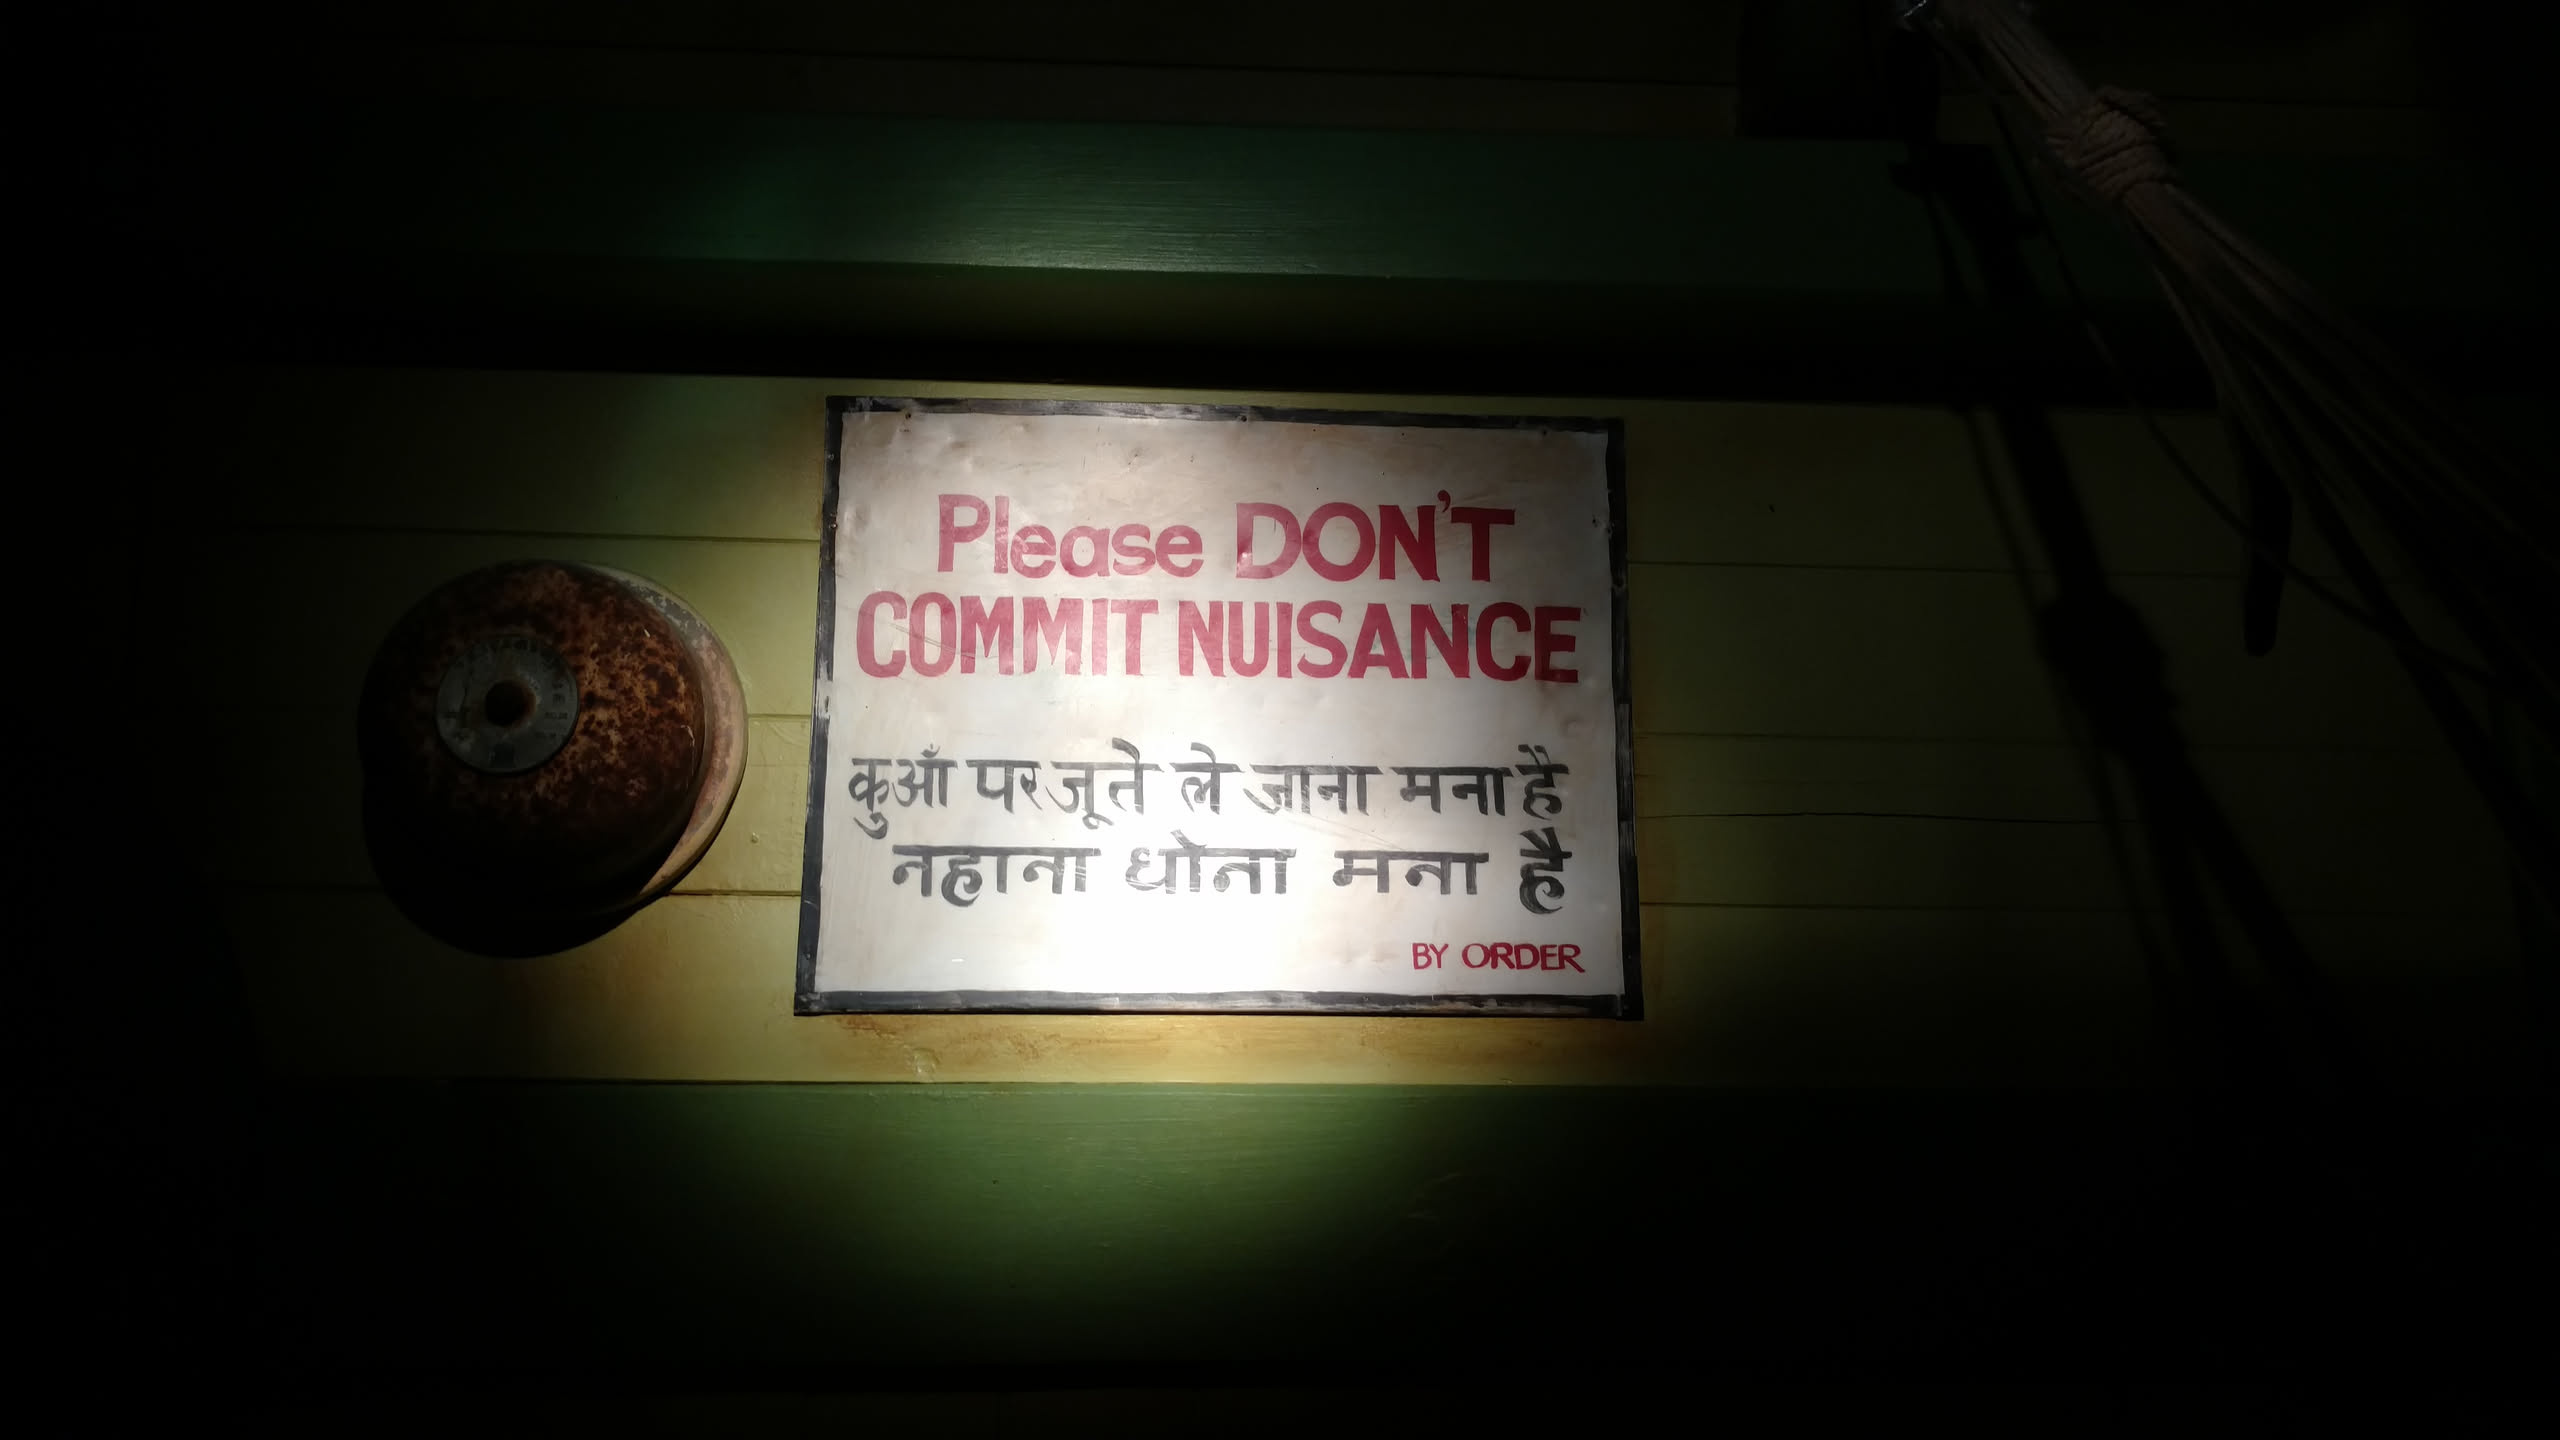 Please DON'T
COMMIT NUISANCE
कुआँ पर जूते ले जाना मना है
नहाना धोना मना है
BY ORDER